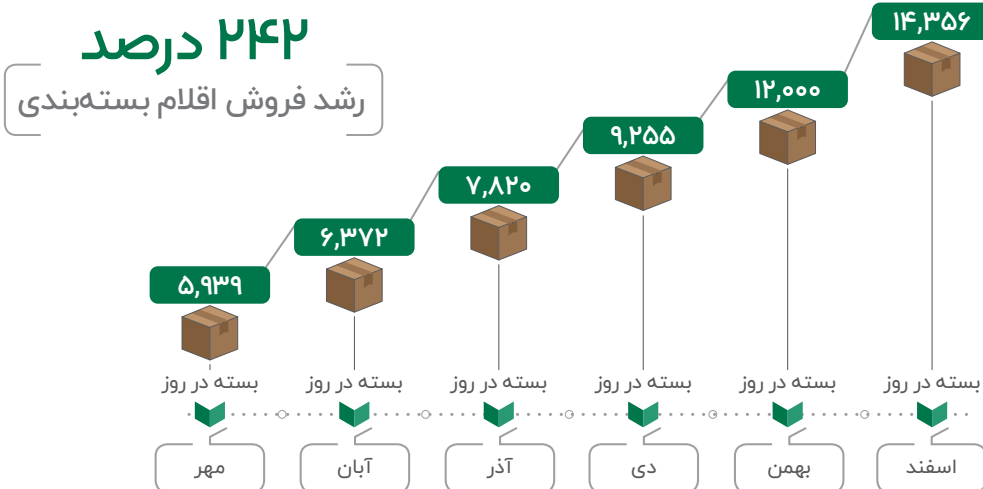 ۲۴۲ درصد
رشد فروش اقلام بسته‌بندی
۱۴,۳۵۶
۱۲,۰۰۰
۹,۲۵۵
۷,۸۲۰
۶,۳۷۲
۵,۹۳۹
بسته در روز
بسته در روز
بسته در روز
بسته در روز
بسته در روز
بسته در روز
مهر
آبان
آذر
دی
بهمن
اسفند